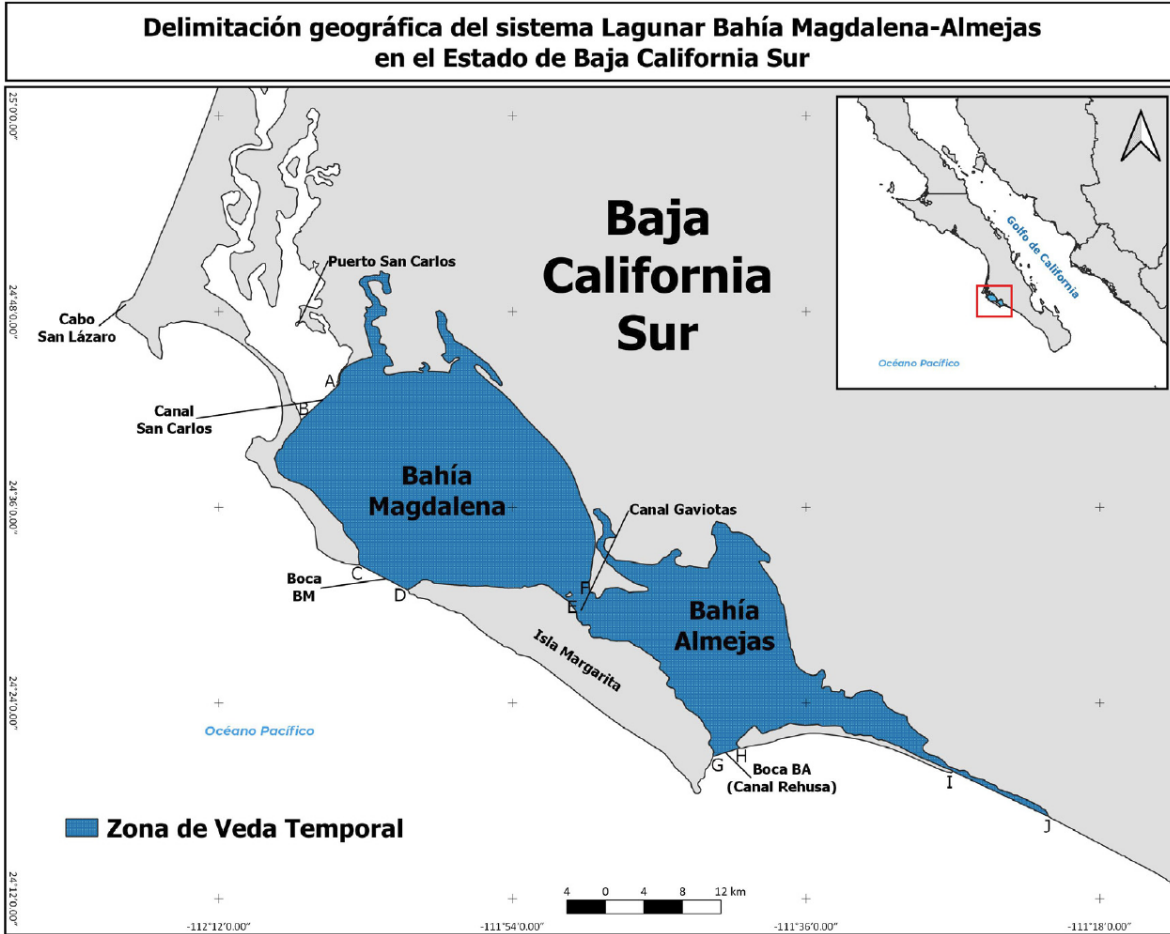 Delimitación geográfica del sistema Lagunar Bahía Magdalena-Almejas
en el Estado de Baja California Sur
25°0'0.00"
24°48'0.00"
24°36'0.00"
24°24'0.00"
24°12'0.00"
Golfo de California
Océano Pacífico
Baja
California
Sur
Puerto San Carlos
Cabo
San Lázaro
A
B
Canal
San Carlos
Bahía
Magdalena
Canal Gaviotas
C
Boca
BM
D
F
E
Bahía
Almejas
Isla Margarita
Océano Pacífico
G
H
Boca BA
(Canal Rehusa)
I
J
Zona de Veda Temporal
4 0 4 8 12 km
-112°12'0.00"
-111°54'0.00"
-111°36'0.00"
-111°18'0.00"